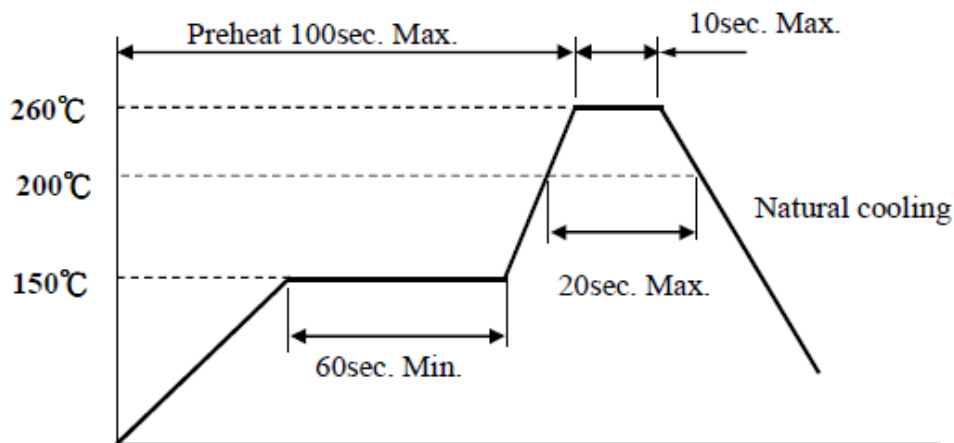 Preheat 100sec. Max.
10sec. Max.
260℃
200℃
Natural cooling
150℃
20sec. Max.
60sec. Min.